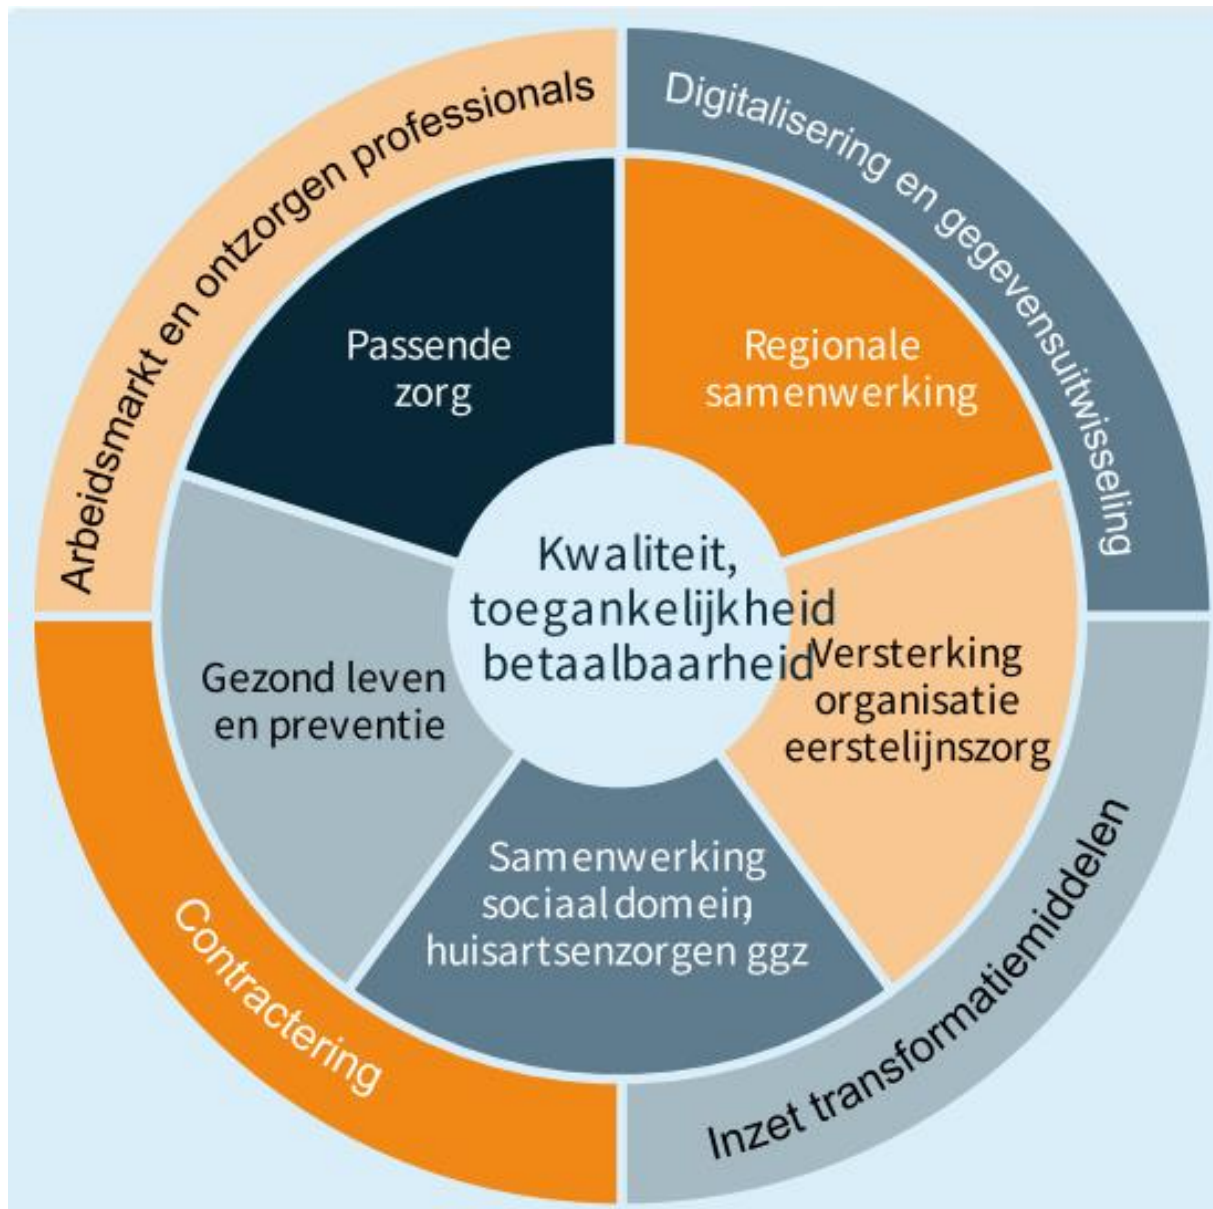 Arbeidsmarkt en ontzorgen professionals
Digitalisering en gegevensuitwisseling
Passende
zorg
Regionale
samenwerking
Kwaliteit,
toegankelijkheid
betaalbaarheid
Versterking
organisatie
eerstelijnszorg
Gezond leven
en preventie
Samenwerking
sociaal domein,
huisartsenzorg en ggz
Contractering
Inzet transformatiemiddelen